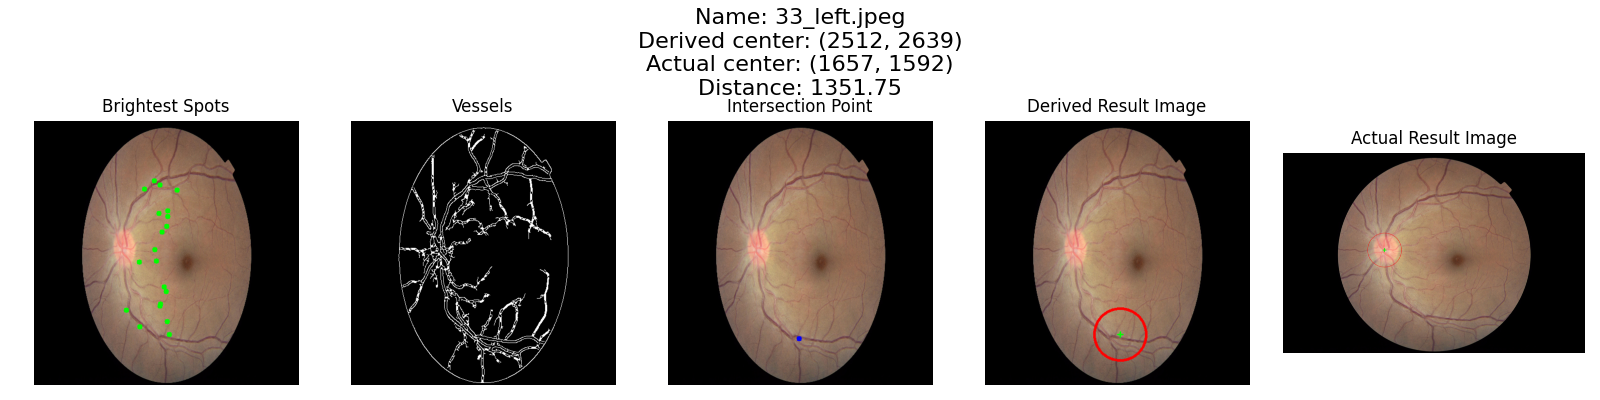 Name: 33_left.jpeg
Derived center: (2512, 2639)
Actual center: (1657, 1592)
Distance: 1351.75
Brightest Spots
Vessels
Intersection Point
Derived Result Image
Actual Result Image